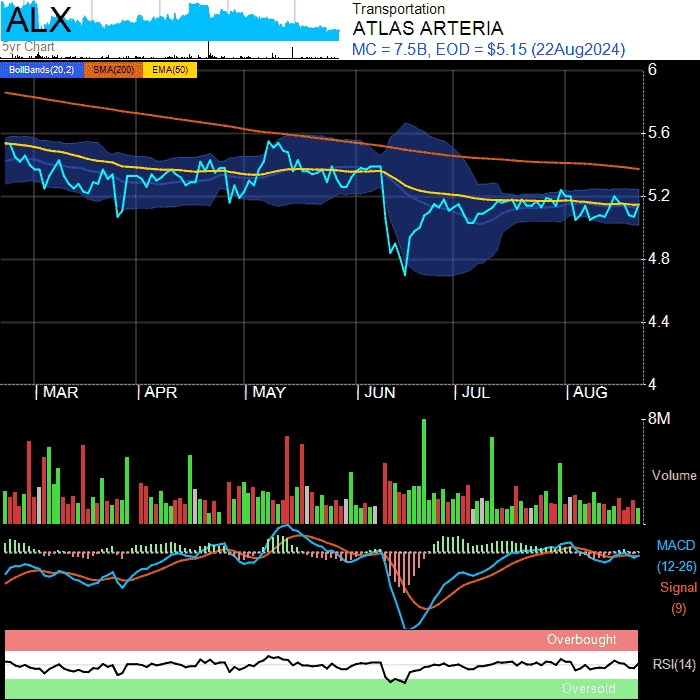 ALX
5yr Chart
Transportation
ATLAS ARTERIA
MC = 7.5B, EOD = $5.15 (22Aug2024)
BollBands(20,2) SMA(200) EMA(50)
6
5.6
5.2
4.8
4.4
4
| MAR | APR | MAY | JUN | JUL | AUG
8M
Volume
MACD
(12-26)
Signal
(9)
Overbought
RSI(14)
Oversold